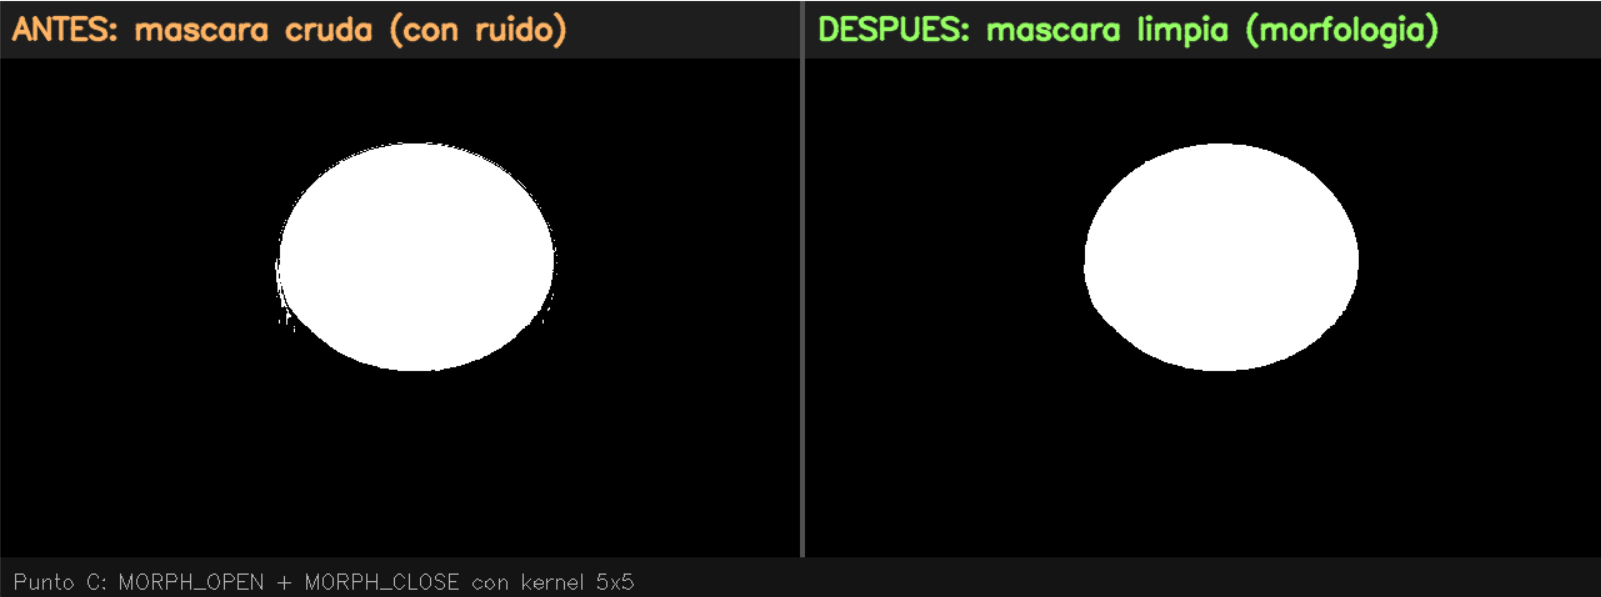 ANTES: mascara cruda (con ruido)
DESPUES: mascara limpia (morfologia)
Punto C: MORPH_OPEN + MORPH_CLOSE con kernel 5x5